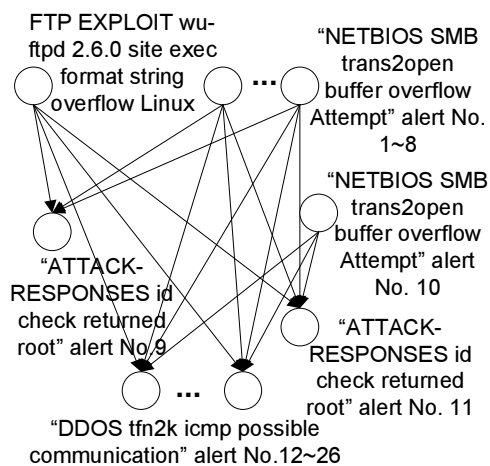 FTP EXPLOIT wu-
ftpd 2.6.0 site exec
format string
overflow Linux
...
“NETBIOS SMB
trans2open
buffer overflow
Attempt” alert No.
1~8
“NETBIOS SMB
trans2open
buffer overflow
Attempt” alert
No. 10
“ATTACK-
RESPONSES id
check returned
root” alert No.9
“ATTACK-
RESPONSES id
check returned
root” alert No. 11
...
“DDOS tfn2k icmp possible
communication” alert No.12~26